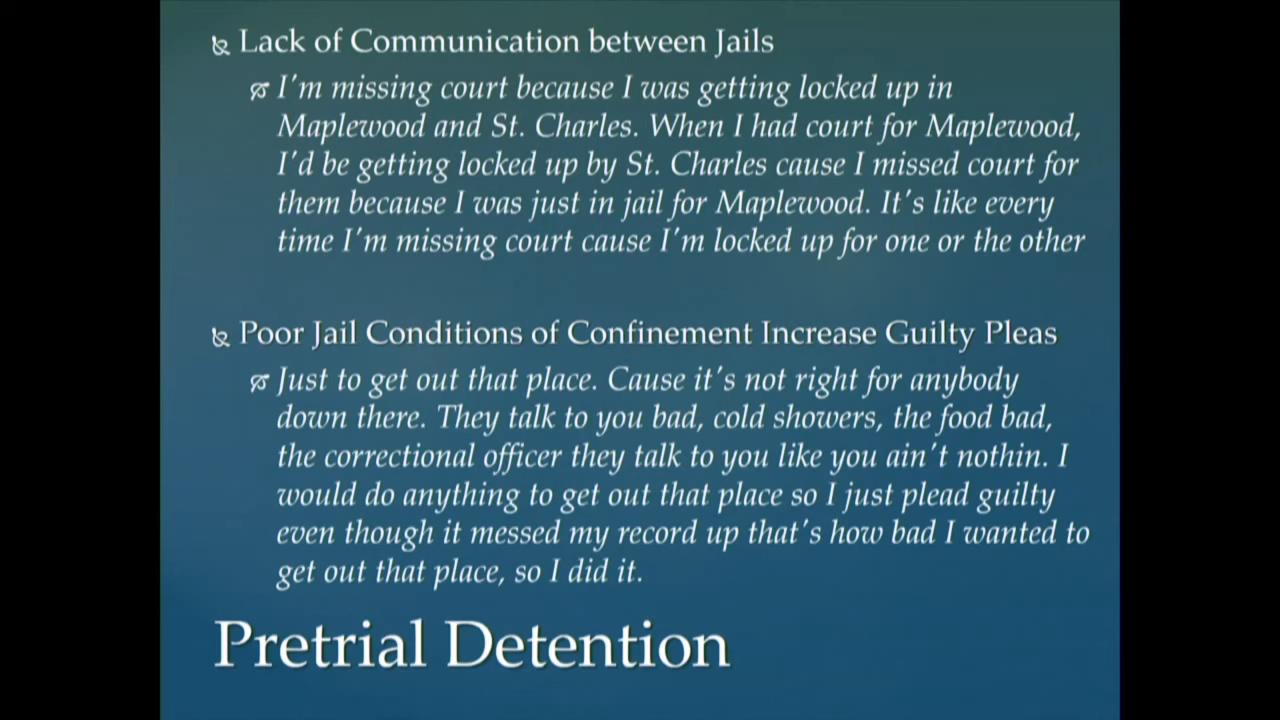 Lack of Communication between Jails
I'm missing court because I was getting locked up in
Maplewood and St. Charles. When I had court for Maplewood,
I'd be getting locked up by St. Charles cause I missed court for
them because I was just in jail for Maplewood. It's like every
time I'm missing court cause I'm locked up for one or the other
Poor Jail Conditions of Confinement Increase Guilty Pleas
Just to get out that place. Cause it's not right for anybody
down there. They talk to you bad, cold showers, the food bad,
the correctional officer they talk to you like you ain't nothin. I
would do anything to get out that place so I just plead guilty
even though it messed my record up that's how bad I wanted to
get out that place, so I did it.
Pretrial Detention